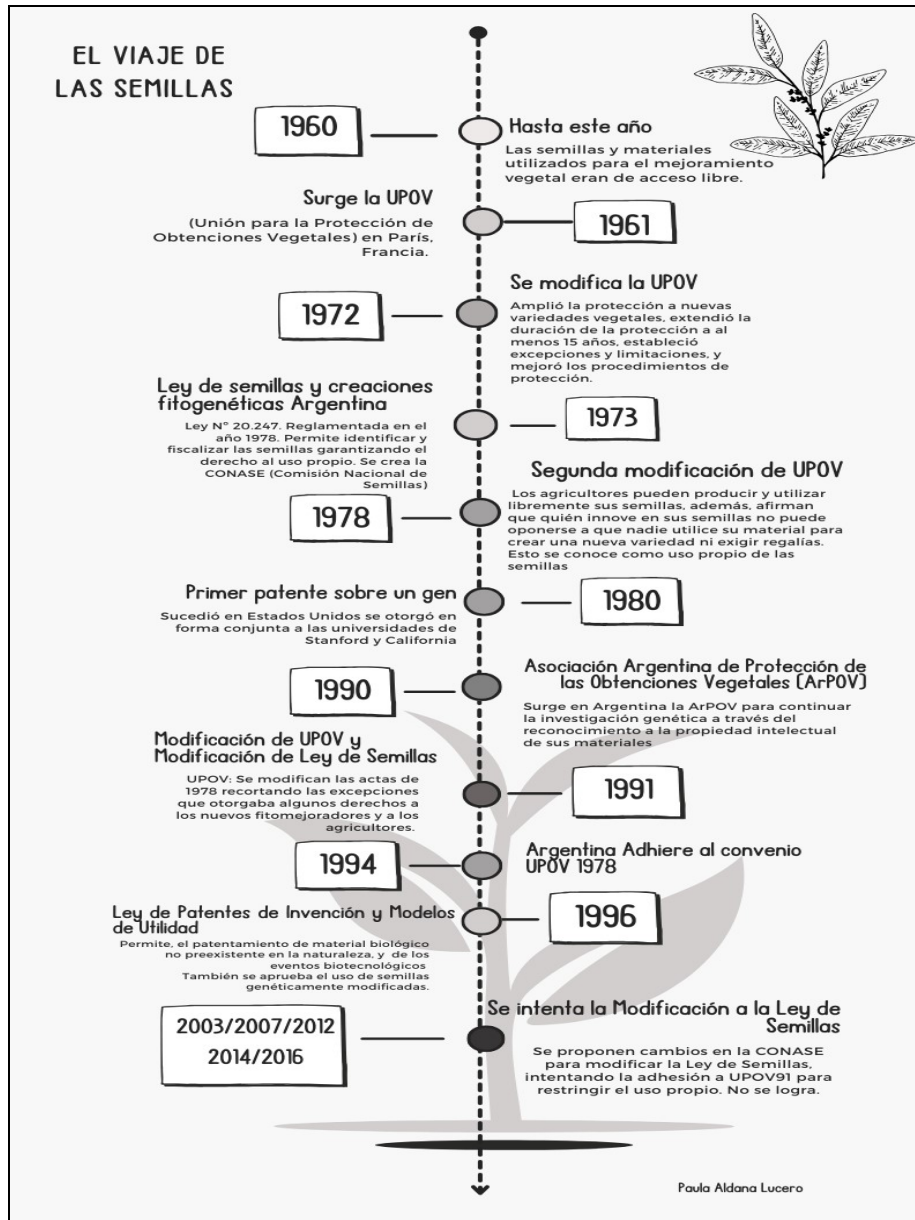 EL VIAJE DE
LAS SEMILLAS
1960
Hasta este año
Las semillas y materiales
utilizados para el mejoramiento
vegetal eran de acceso libre.
Surge la UPOV
(Unión para la Protección de
Obtenciones Vegetales) en París,
Francia.
1961
Se modifica la UPOV
1972
Amplió la protección a nuevas
variedades vegetales, extendió la
duración de la protección a al
menos 15 años, estableció
excepciones y limitaciones, y
mejoró los procedimientos de
protección.
Ley de semillas y creaciones
fitogenéticas Argentina
Ley Nº 20.247. Reglamentada en el
año 1978. Permite identificar y
fiscalizar las semillas garantizando el
derecho al uso propio. Se crea la
CONASE (Comisión Nacional de
Semillas)
1973
Segunda modificación de UPOV
1978
Los agricultores pueden producir y utilizar
libremente sus semillas, además, afirman
que quién innove en sus semillas no puede
oponerse a que nadie utilice su material para
crear una nueva variedad ni exigir regalías.
Esto se conoce como uso propio de las
semillas
Primer patente sobre un gen
Sucedió en Estados Unidos se otorgó en
forma conjunta a las universidades de
Stanford y California
1980
Asociación Argentina de Protección de
las Obtenciones Vegetales (ArPOV)
1990
Surge en Argentina la ArPOV para continuar
la investigación genética a través del
reconocimiento a la propiedad intelectual
de sus materiales
Modificación de UPOV y
Modificación de Ley de Semillas
UPOV: Se modifican las actas de
1978 recortando las excepciones
que otorgaba algunos derechos a
los nuevos fitomejoradores y a los
agricultores.
1991
1994
Argentina Adhiere al convenio
UPOV 1978
Ley de Patentes de Invención y Modelos
de Utilidad
Permite, el patentamiento de material biológico
no preexistente en la naturaleza, y de los
eventos biotecnológicos
También se aprueba el uso de semillas
genéticamente modificadas.
1996
2003/2007/2012
2014/2016
Se intenta la Modificación a la Ley de
Semillas
Se proponen cambios en la CONASE
para modificar la Ley de Semillas,
intentando la adhesión a UPOV91 para
restringir el uso propio. No se logra.
Paula Aldana Lucero